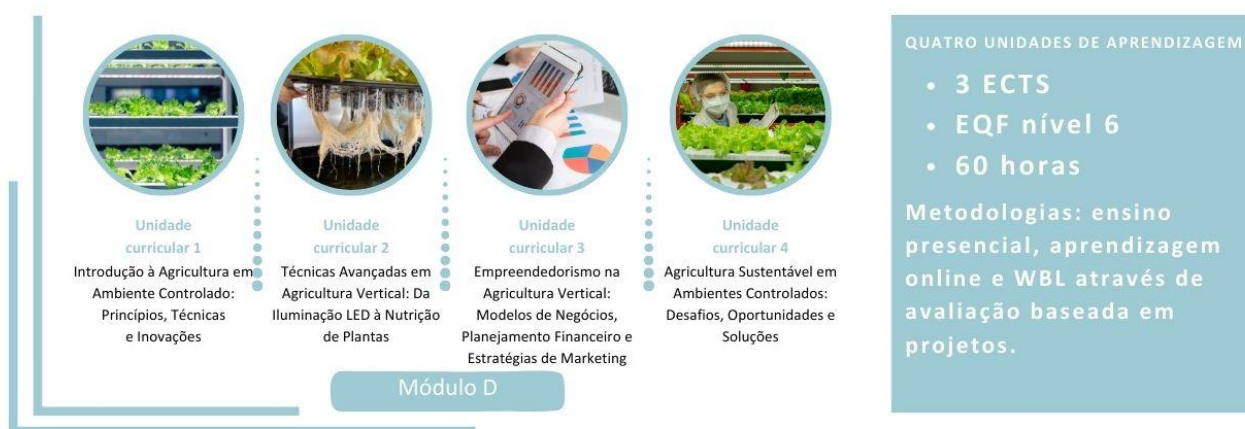 Unidade
curricular 1
Introdução à Agricultura em
Ambiente Controlado:
Princípios, Técnicas
e Inovações
Unidade
curricular 2
Técnicas Avançadas em
Agricultura Vertical: Da
Iluminação LED à Nutrição
de Plantas
Unidade
curricular 3
Empreendedorismo na
Agricultura Vertical:
Modelos de Negócios,
Planejamento Financeiro e
Estratégias de Marketing
Unidade
curricular 4
Agricultura Sustentável em
Ambientes Controlados:
Desafios, Oportunidades e
Soluções
Módulo D
QUATRO UNIDADES DE APRENDIZAGEM
• 3 ECTS
• EQF nível 6
• 60 horas
Metodologias: ensino
presencial, aprendizagem
online e WBL através de
avaliação baseada em
projetos.